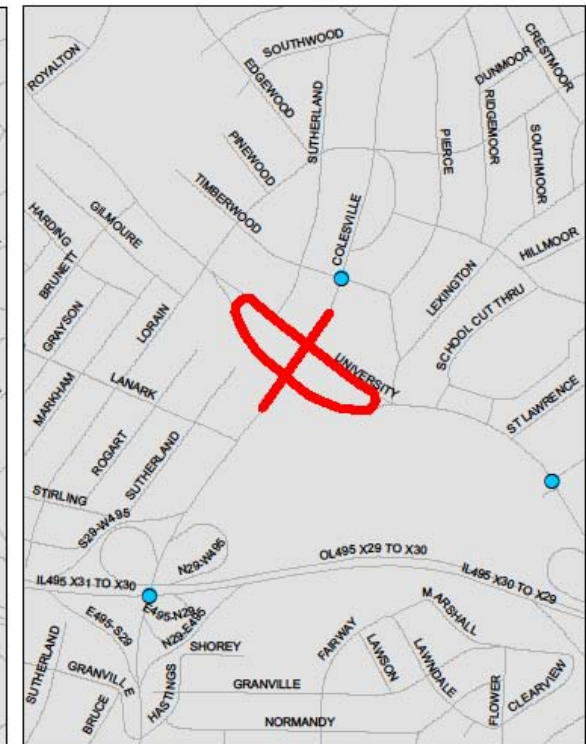 SOUTHWOOD
CRESTMOOR
ROYALTON
EDGEWOOD
DUNMOOR
SUTHERLAND
PIERCE
RIDGEMOOR
SOUTHMOOR
PINEWOOD
TIMBERWOOD
COLESVILLE
HARDING
GILMOURE
HILLMOOR
BRUNETT
LEXINGTON
GRAYSON
LORAIN
SCHOOL CUT THRU
UNIVERSITY
MARKHAM
LANARK
ST LAWRENCE
ROGART
SUTHERLAND
STIRLING
S29-W495
N29-W495
OL495 X29 TO X30
IL495 X31 TO X30
IL495 X30 TO X29
E495-N29
E495-S29
N29-E495
MARSHALL
SUTHERLAND
SHOREY
FAIRWAY
LAWSON
LAWNDALE
GRANVILLE
HASTINGS
GRANVILLE
FLOWER
CLEARVIEW
BRUCE
NORMANDY